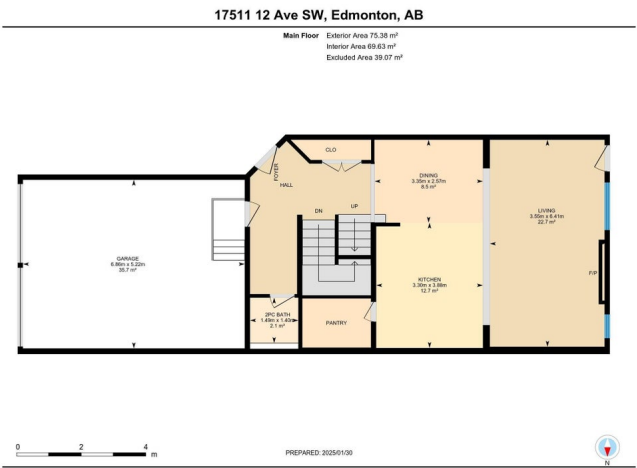 17511 12 Ave SW, Edmonton, AB
Main Floor Exterior Area 75.38 m²
Interior Area 69.63 m²
Excluded Area 39.07 m²
CLO
FOYER
HALL
DINING
3.35m x 2.57m
8.5 m²
DN
UP
LIVING
3.55m x 6.41m
22.7 m²
GARAGE
6.86m x 5.22m
35.7 m²
F/P
KITCHEN
3.30m x 3.88m
12.7 m²
2PC BATH
1.49m x 1.40m
2.1 m²
PANTRY
0 2 4
m
PREPARED: 2025/01/30
N